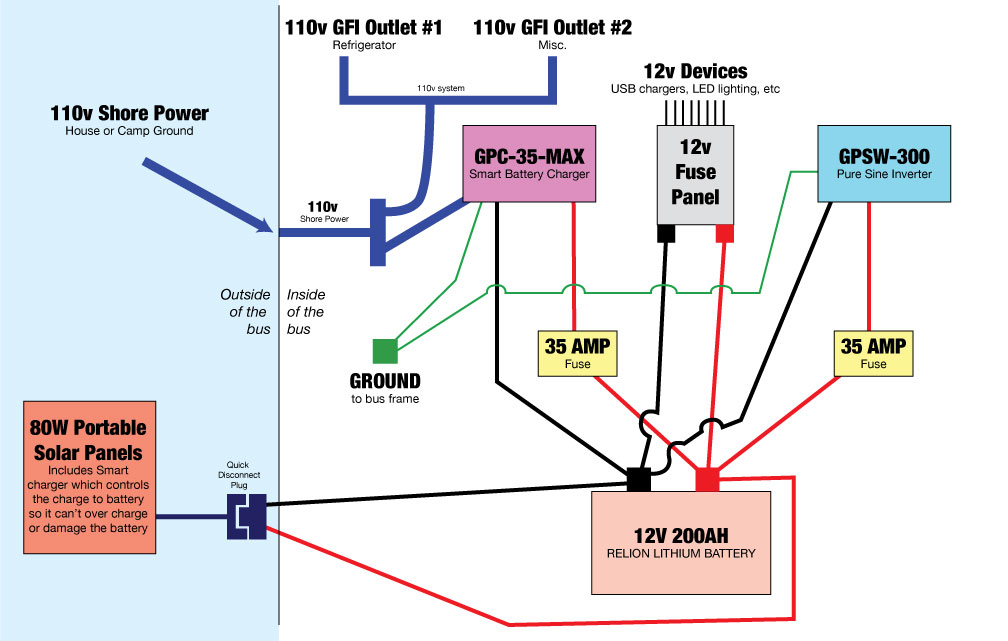 110v GFI Outlet #1
Refrigerator
110v GFI Outlet #2
Misc.
110v system
12v Devices
USB chargers, LED lighting, etc
110v Shore Power
House or Camp Ground
GPC-35-MAX
Smart Battery Charger
12v
Fuse
Panel
GPSW-300
Pure Sine Inverter
110v
Shore Power
Outside
of the
bus
Inside
of the
bus
35 AMP
Fuse
35 AMP
Fuse
GROUND
to bus frame
80W Portable
Solar Panels
Includes Smart
charger which controls
the charge to battery
so it can't over charge
or damage the battery
Quick
Disconnect
Plug
12V 200AH
RELION LITHIUM BATTERY